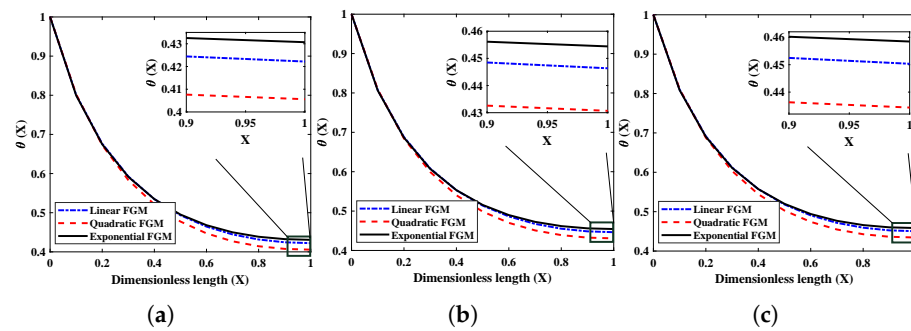 1
0.9
0.8
0.7
0.6
0.5
0.4
θ (X)
0
0.2
0.4
0.6
0.8
1
Dimensionless length (X)
Linear FGM
Quadratic FGM
Exponential FGM
0.43
0.42
0.41
0.4
θ (X)
0.9
0.95
1
X
(a)
1
0.9
0.8
0.7
0.6
0.5
0.4
θ (X)
0
0.2
0.4
0.6
0.8
1
Dimensionless length (X)
Linear FGM
Quadratic FGM
Exponential FGM
0.46
0.45
0.44
0.43
θ (X)
0.9
0.95
1
X
(b)
1
0.9
0.8
0.7
0.6
0.5
0.4
θ (X)
0
0.2
0.4
0.6
0.8
1
Dimensionless length (X)
Linear FGM
Quadratic FGM
Exponential FGM
0.46
0.45
0.44
θ (X)
0.9
0.95
1
X
(c)